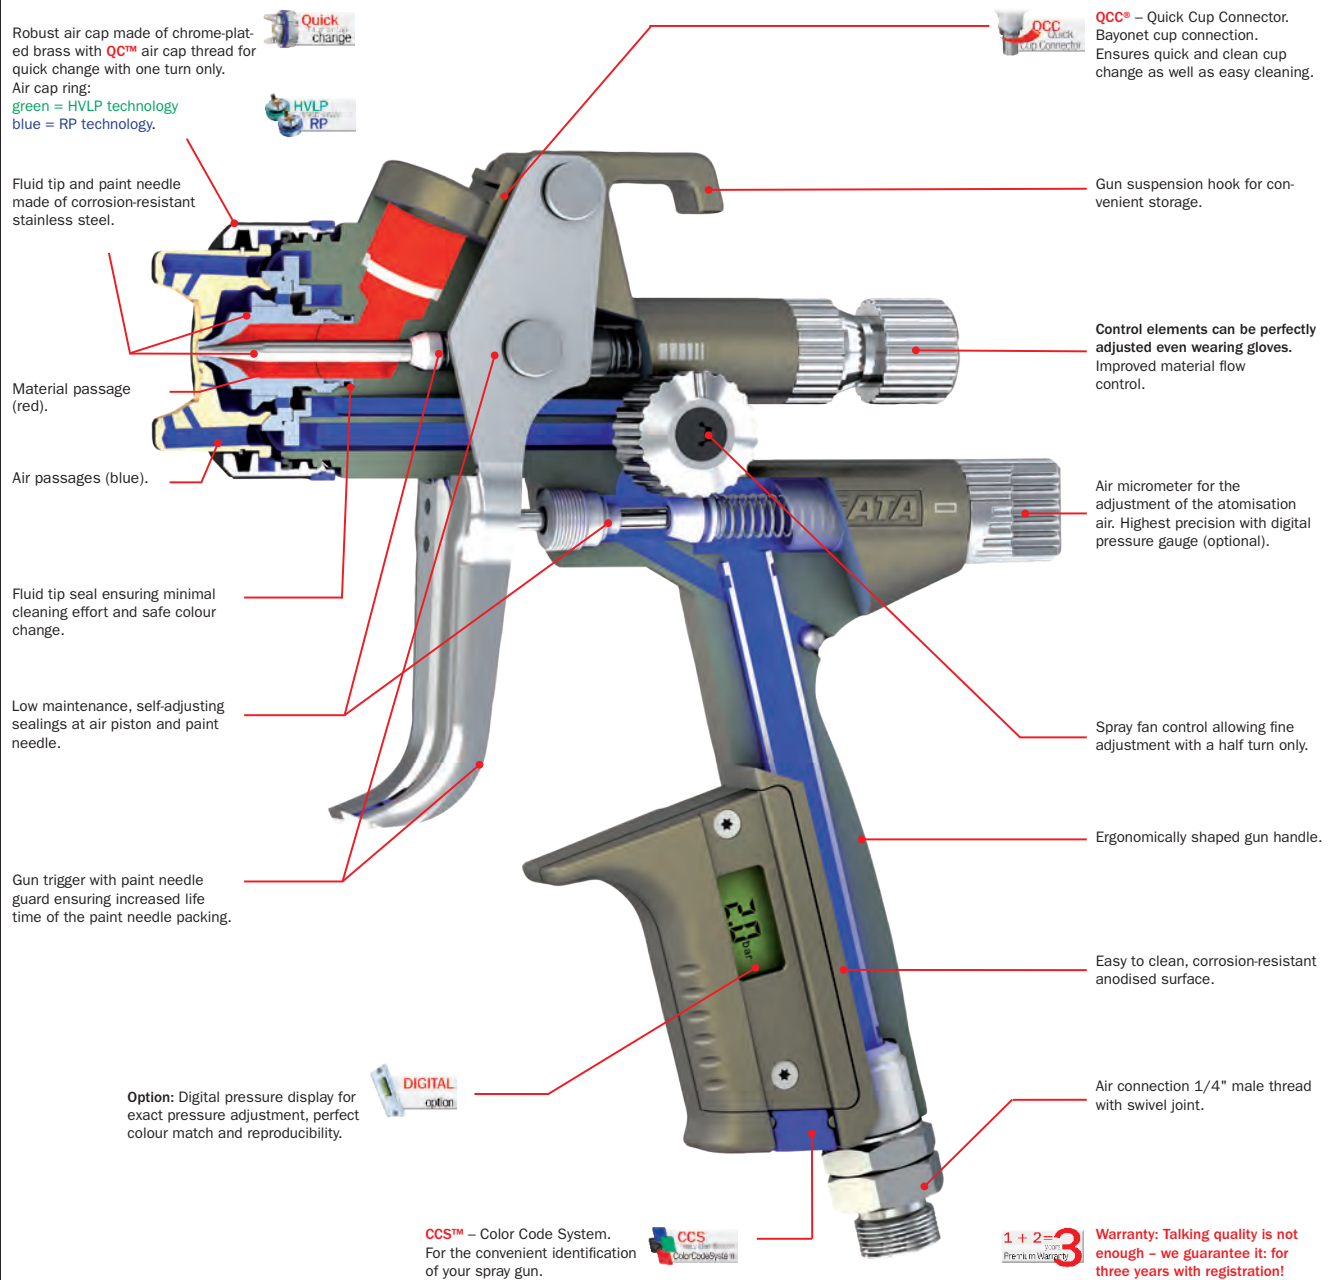 Robust air cap made of chrome-plat-
ed brass with QC™ air cap thread for
quick change with one turn only.
Air cap ring:
green = HVLP technology
blue = RP technology.
Quick
change
HVLP
RP
Fluid tip and paint needle
made of corrosion-resistant
stainless steel.
Material passage
(red).
Air passages (blue).
Fluid tip seal ensuring minimal
cleaning effort and safe colour
change.
Low maintenance, self-adjusting
sealings at air piston and paint
needle.
Gun trigger with paint needle
guard ensuring increased life
time of the paint needle packing.
Option: Digital pressure display for
exact pressure adjustment, perfect
colour match and reproducibility.
DIGITAL
option
CCS™ – Color Code System.
For the convenient identification
of your spray gun.
CCS
ColorCodeSystem
QCC
Quick
Cup Connector
QCC® – Quick Cup Connector.
Bayonet cup connection.
Ensures quick and clean cup
change as well as easy cleaning.
Gun suspension hook for con-
venient storage.
Control elements can be perfectly
adjusted even wearing gloves.
Improved material flow
control.
ATA
Air micrometer for the
adjustment of the atomisation
air. Highest precision with digital
pressure gauge (optional).
Spray fan control allowing fine
adjustment with a half turn only.
Ergonomically shaped gun handle.
2.0
bar
Easy to clean, corrosion-resistant
anodised surface.
Air connection 1/4" male thread
with swivel joint.
1 + 2=3
Premium Warranty
Warranty: Talking quality is not
enough – we guarantee it: for
three years with registration!